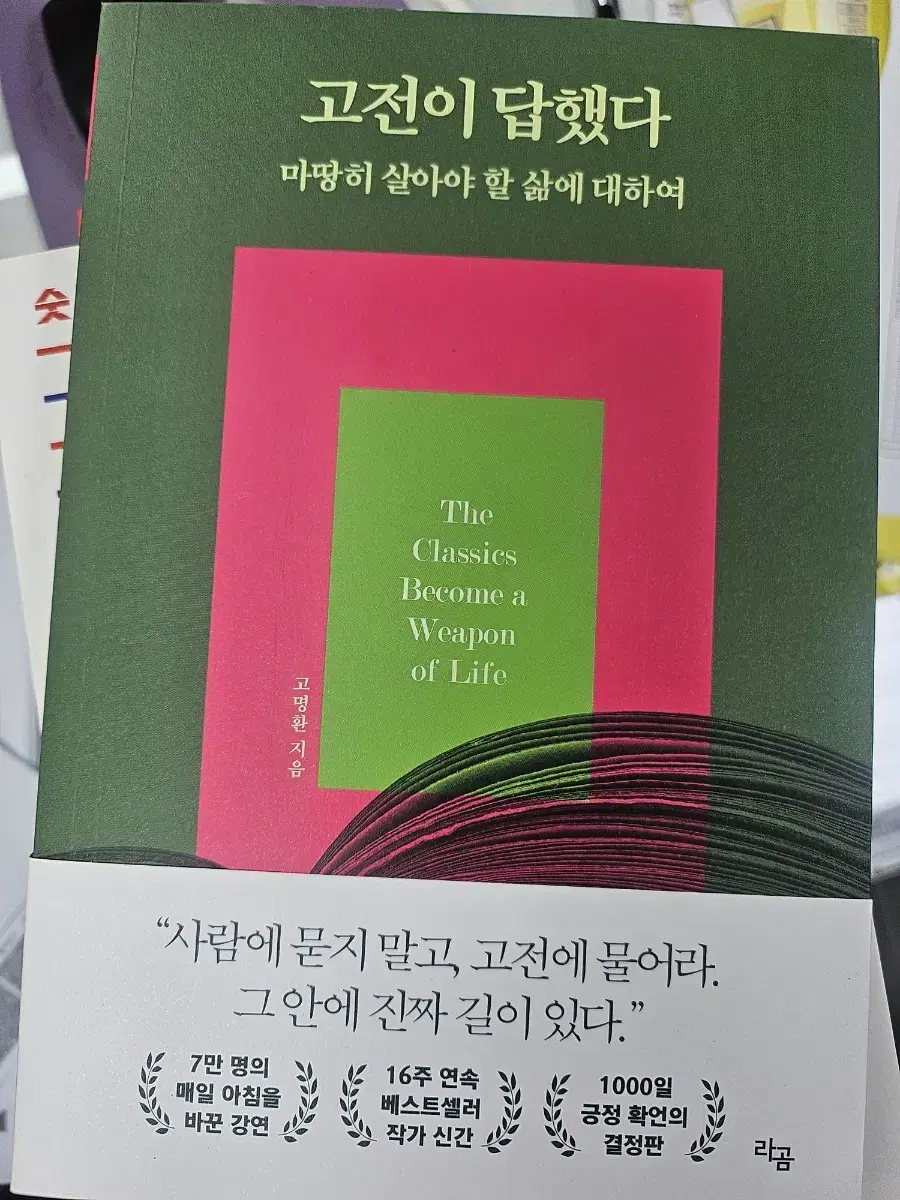 고전이 답했다
마땅히 살아야 할 삶에 대하여
The
Classics
Become a
Weapon
of Life
고명환 지음
“사람에 묻지 말고, 고전에 물어라.
그 안에 진짜 길이 있다.”
7만 명의
매일 아침을
바꾼 강연
16주 연속
베스트셀러
작가 신간
1000일
긍정 확언의
결정판
라곰
숫